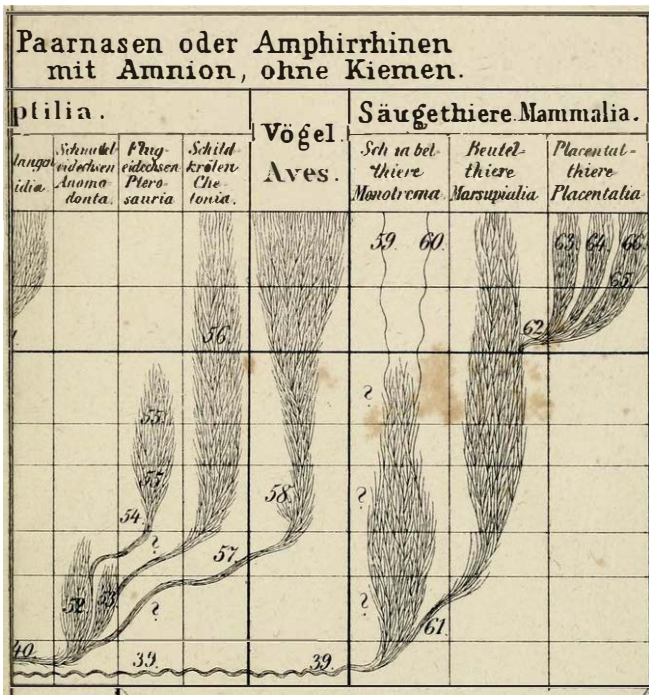 Paarnasen oder Amphirrhinen
mit Amnion, ohne Kiemen.
ptilia.
Vögel.
Aves.
Säugethiere. Mammalia.
idia.
Schnabel-
eidechsen
Anomo-
donta.
Flug-
eidechsen
Ptero-
sauria
Schild
kröten
Che-
lonia.
Schnabel-
thiere
Monotrema
Beutel-
thiere
Marsupialia
Placental-
thiere
Placentalia
59. 60. 63. 64. 66.
65.
56
62.
?
55.
55.
?
58.
54.
?
57.
52. 53.
?
?
61.
40. 39. 39.